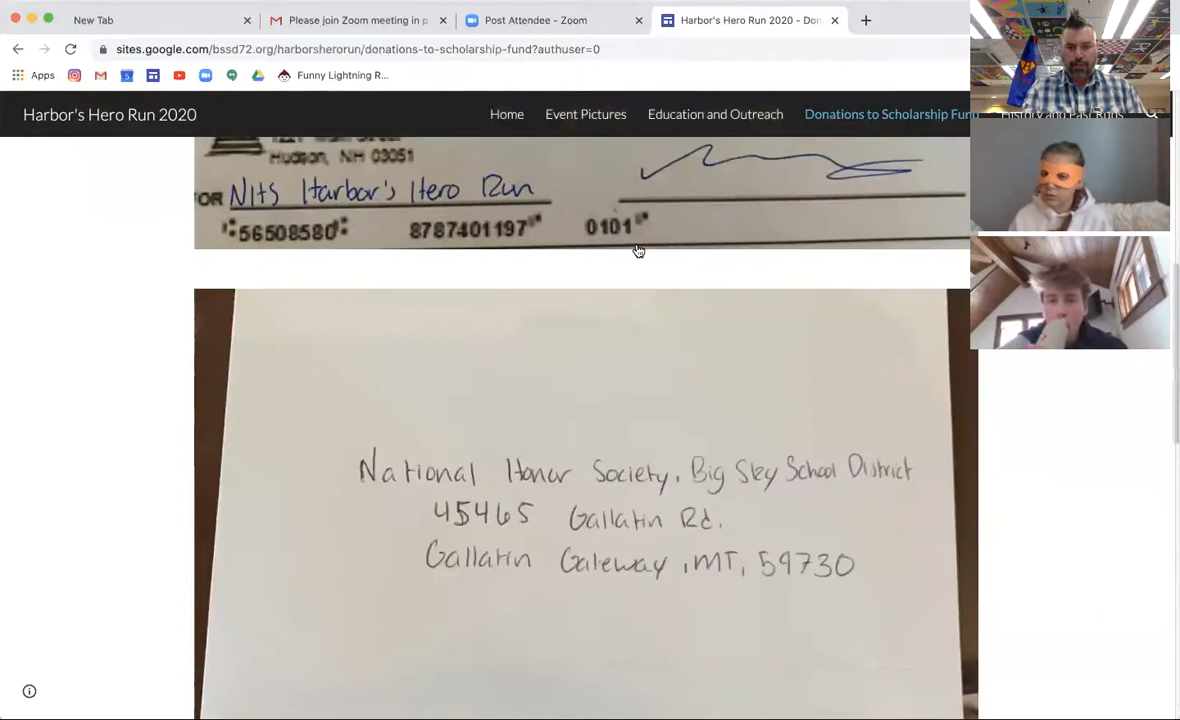 New Tab
Please join Zoom meeting in p
Post Attendee - Zoom
Harbor's Hero Run 2020 - Don
sites.google.com/bssd72.org/harborsherorun/donations-to-scholarship-fund?authuser=0
Apps
Funny Lightning R...
Harbor's Hero Run 2020
Home Event Pictures Education and Outreach Donations to Scholarship Fund History and Past Runs
Hudson, NH 03051
OR NHS Harbor's Hero Run
56508580 8787401197 0101
National Honor Society, Big Sky School District
45465 Gallatin Rd.
Gallatin Gateway, MT, 59730